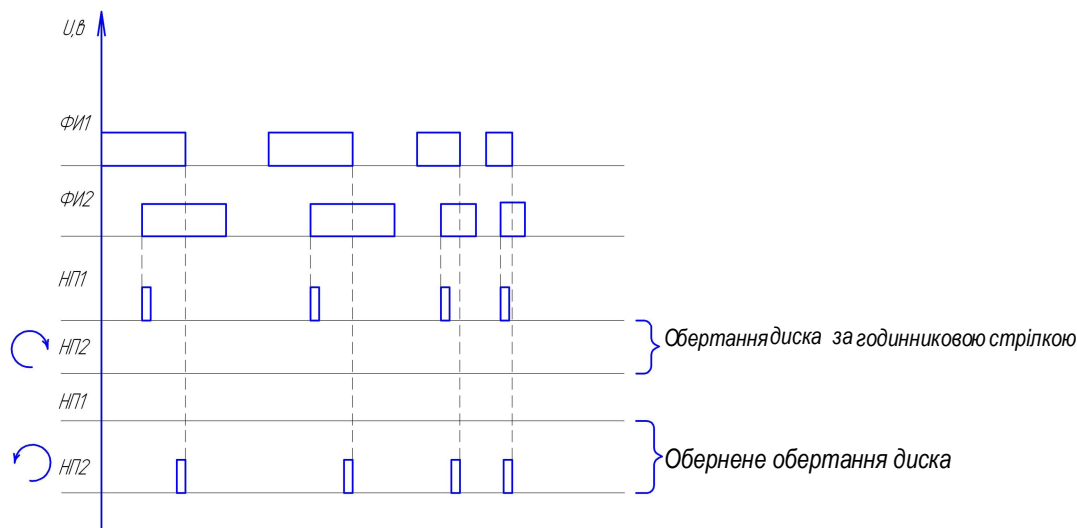 U,В
ФИ1
ФИ2
НП1
НП2
Обертання диска за годинниковою стрілкою
НП1
НП2
Обернене обертання диска